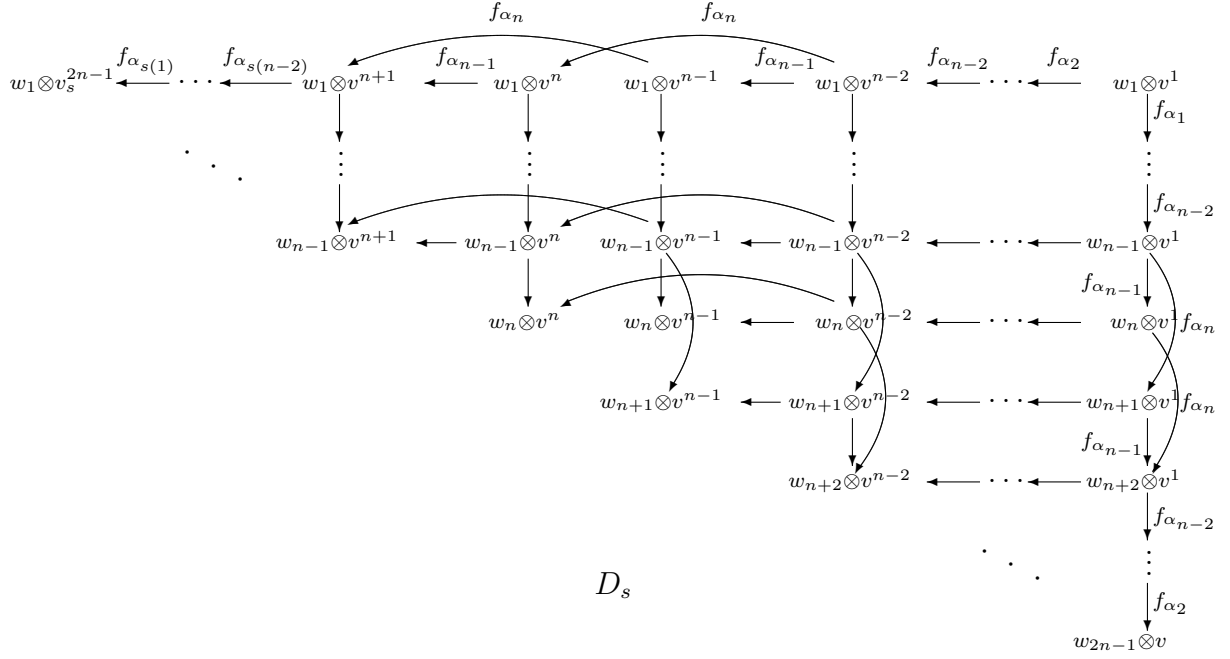 f_{α_n} f_{α_n}
f_{α_{s(1)}} f_{α_{s(n-2)}} f_{α_{n-1}} f_{α_{n-1}} f_{α_{n-2}} f_{α_2}
w_1⊗v_s^{2n-1} ⋯ w_1⊗v^{n+1} w_1⊗v^n w_1⊗v^{n-1} w_1⊗v^{n-2} ⋯ w_1⊗v^1
f_{α_1}
f_{α_{n-2}}
w_{n-1}⊗v^{n+1} w_{n-1}⊗v^n w_{n-1}⊗v^{n-1} w_{n-1}⊗v^{n-2} ⋯ w_{n-1}⊗v^1
f_{α_{n-1}}
w_n⊗v^n w_n⊗v^{n-1} w_n⊗v^{n-2} ⋯ w_n⊗v^1 f_{α_n}
w_{n+1}⊗v^{n-1} w_{n+1}⊗v^{n-2} ⋯ w_{n+1}⊗v^1 f_{α_n}
f_{α_{n-1}}
w_{n+2}⊗v^{n-2} ⋯ w_{n+2}⊗v^1
f_{α_{n-2}}
D_s
f_{α_2}
w_{2n-1}⊗v